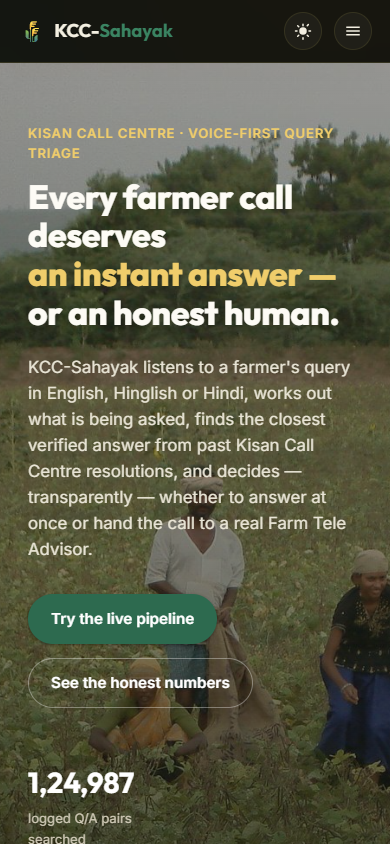 KCC-Sahayak
KISAN CALL CENTRE · VOICE-FIRST QUERY
TRIAGE
Every farmer call
deserves
an instant answer —
or an honest human.
KCC-Sahayak listens to a farmer's query
in English, Hinglish or Hindi, works out
what is being asked, finds the closest
verified answer from past Kisan Call
Centre resolutions, and decides —
transparently — whether to answer at
once or hand the call to a real Farm Tele
Advisor.
Try the live pipeline
See the honest numbers
1,24,987
logged Q/A pairs
searched